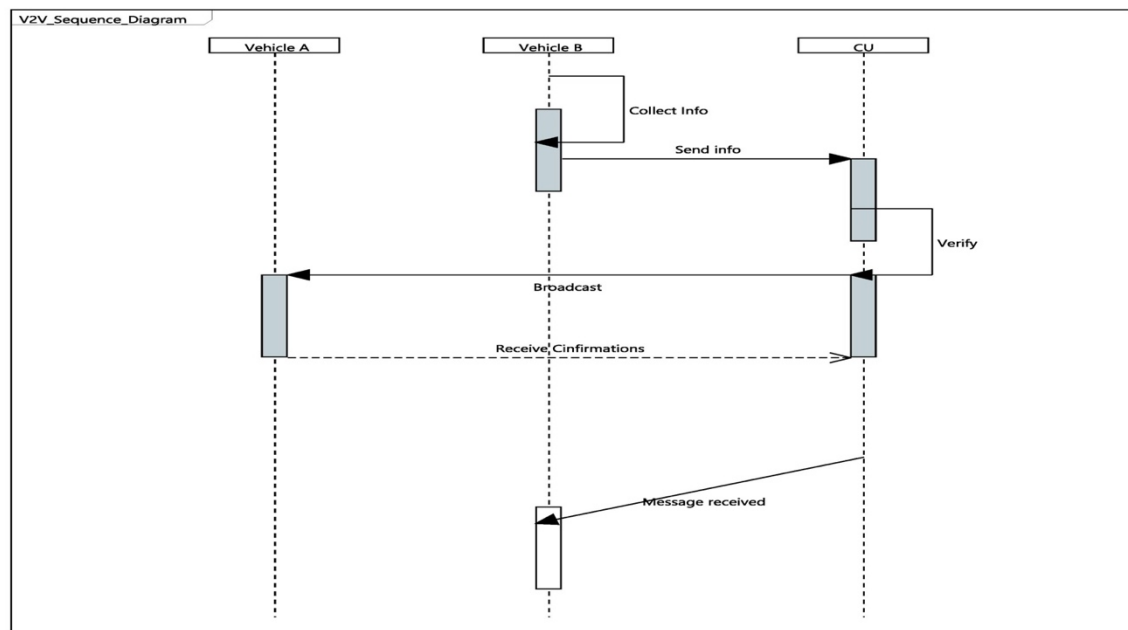 V2V_Sequence_Diagram
Vehicle A
Vehicle B
CU
Collect Info
Send info
Verify
Broadcast
Receive Cinfirmations
Message received